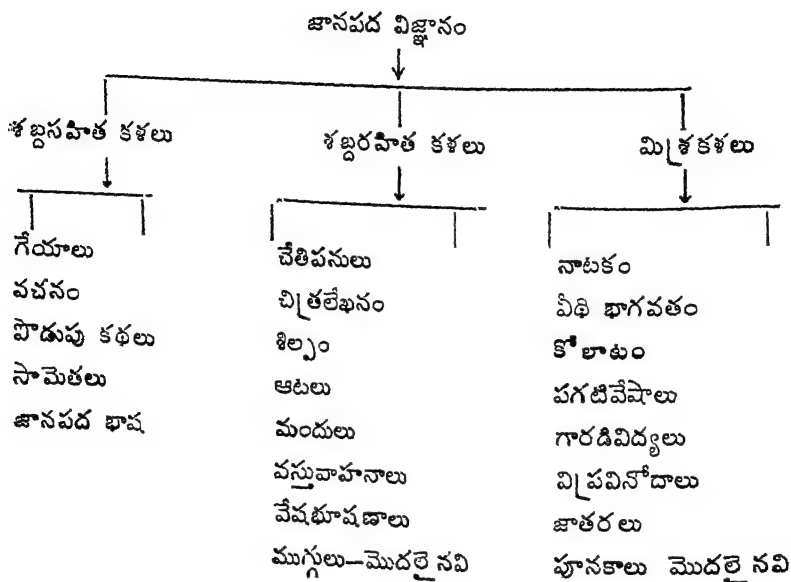 జానపద విజ్ఞానం
శబ్దసహిత కళలు
శబ్దరహిత కళలు
మిశ్రకళలు
గేయాలు
వచనం
పొడుపు కథలు
సామెతలు
జానపద భాష
చేతిపనులు
చిత్రలేఖనం
శిల్పం
ఆటలు
మందులు
వస్తువాహనాలు
వేషభూషణాలు
ముగ్గులు—మొదలైనవి
నాటకం
వీథి భాగవతం
కోలాటం
పగటివేషాలు
గారడివిద్యలు
విప్రవినోదాలు
జాతరలు
పూనకాలు మొదలైనవి